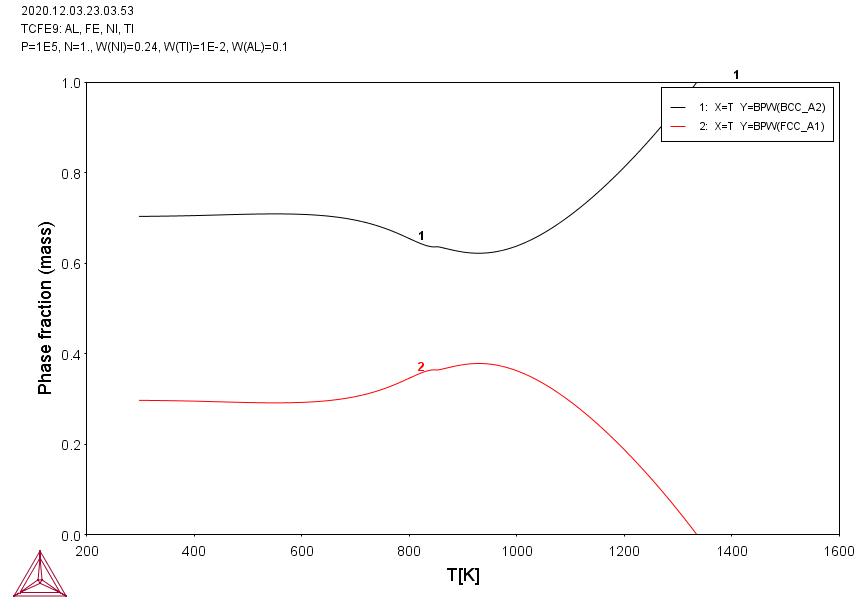 2020.12.03.23.03.53
TCFE9: AL, FE, NI, TI
P=1E5, N=1., W(NI)=0.24, W(TI)=1E-2, W(AL)=0.1
1
1.0
1: X=T Y=BPW(BCC_A2)
2: X=T Y=BPW(FCC_A1)
0.8
1
0.6
Phase fraction (mass)
0.4
2
0.2
0.0
200 400 600 800 1000 1200 1400 1600
T[K]